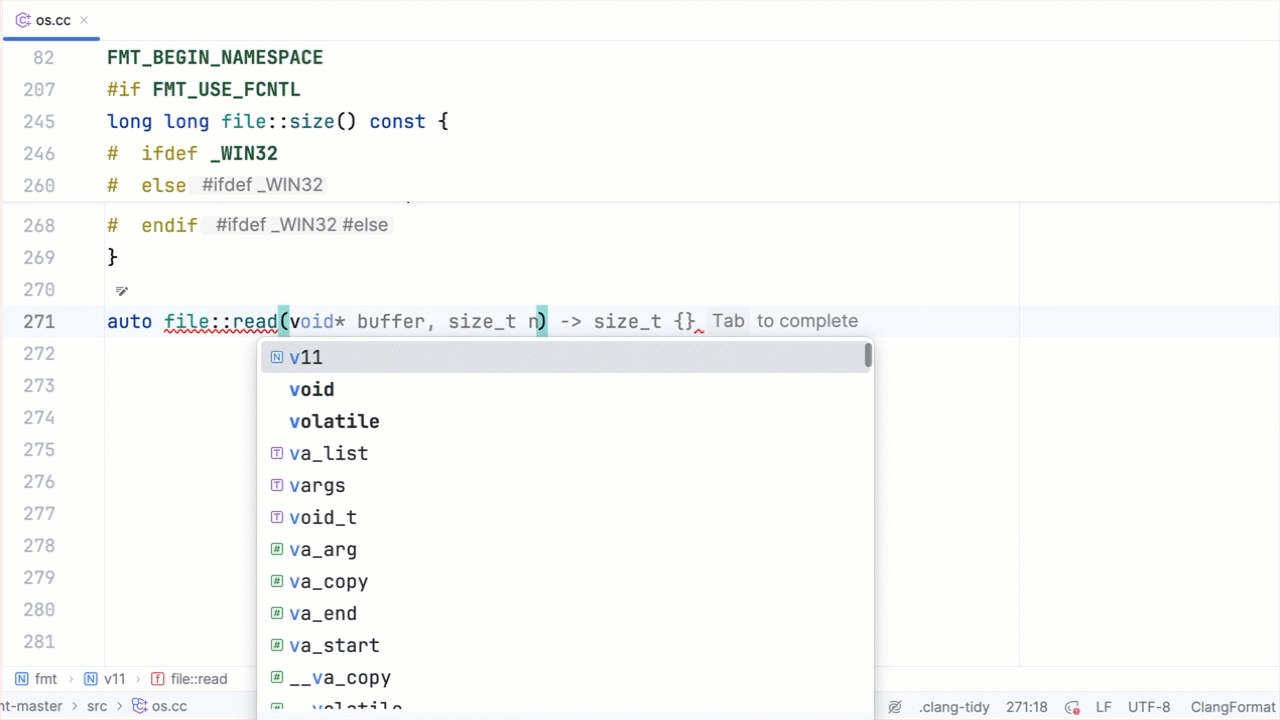 os.cc ×
82 FMT_BEGIN_NAMESPACE
207 #if FMT_USE_FCNTL
245 long long file::size() const {
246 #  ifdef _WIN32
260 #  else #ifdef _WIN32
268 #  endif #ifdef _WIN32 #else
269 }
270
271 auto file::read(void* buffer, size_t n) -> size_t {} Tab to complete
272
273
274
275
276
277
278
279
280
281
v11
void
volatile
va_list
vargs
void_t
va_arg
va_copy
va_end
va_start
__va_copy
__volatile
fmt > v11 > file::read
nt-master > src > os.cc .clang-tidy 271:18 LF UTF-8 ClangFormat